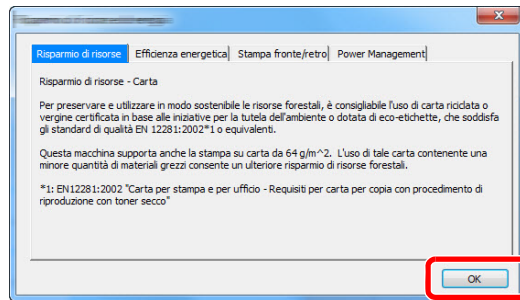 Risparmio di risorse Efficienza energetica Stampa fronte/retro Power Management
Risparmio di risorse - Carta
Per preservare e utilizzare in modo sostenibile le risorse forestali, è consigliabile l'uso di carta riciclata o
vergine certificata in base alle iniziative per la tutela dell'ambiente o dotata di eco-etichette, che soddisfa
gli standard di qualità EN 12281:2002*1 o equivalenti.
Questa macchina supporta anche la stampa su carta da 64 g/m^2. L'uso di tale carta contenente una
minore quantità di materiali grezzi consente un ulteriore risparmio di risorse forestali.
*1: EN12281:2002 "Carta per stampa e per ufficio - Requisiti per carta per copia con procedimento di
riproduzione con toner secco"
OK